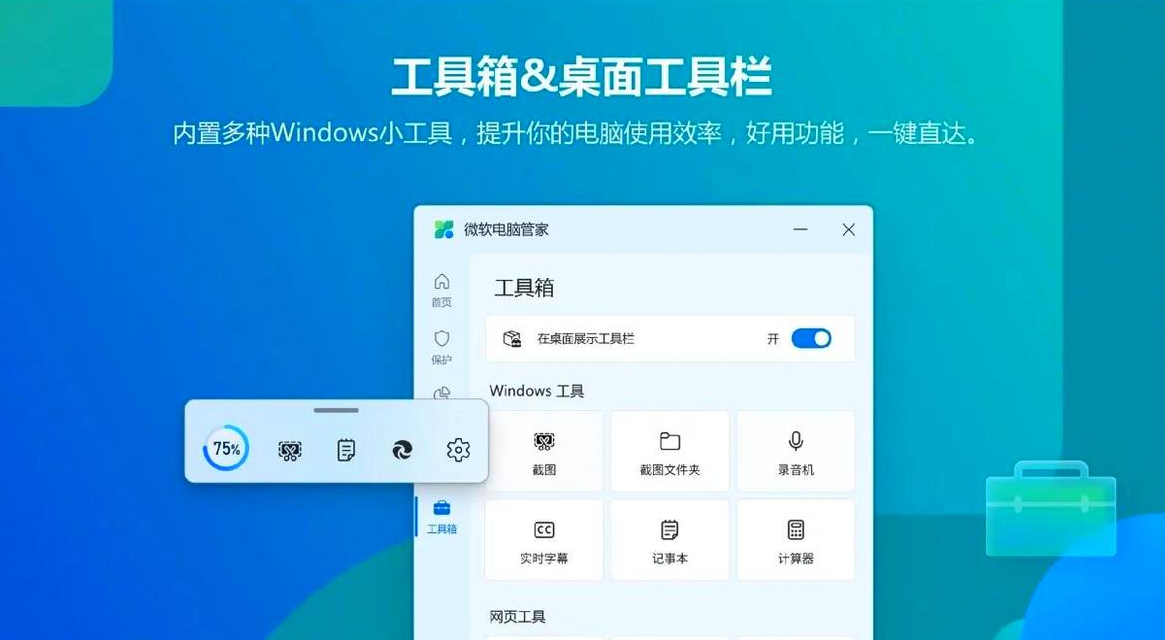 工具箱&桌面工具栏
内置多种Windows小工具，提升你的电脑使用效率，好用功能，一键直达。
微软电脑管家
首页
保护
工具箱
工具箱
在桌面展示工具栏
开
Windows 工具
75%
截图
截图文件夹
录音机
CC
实时字幕
记事本
计算器
网页工具